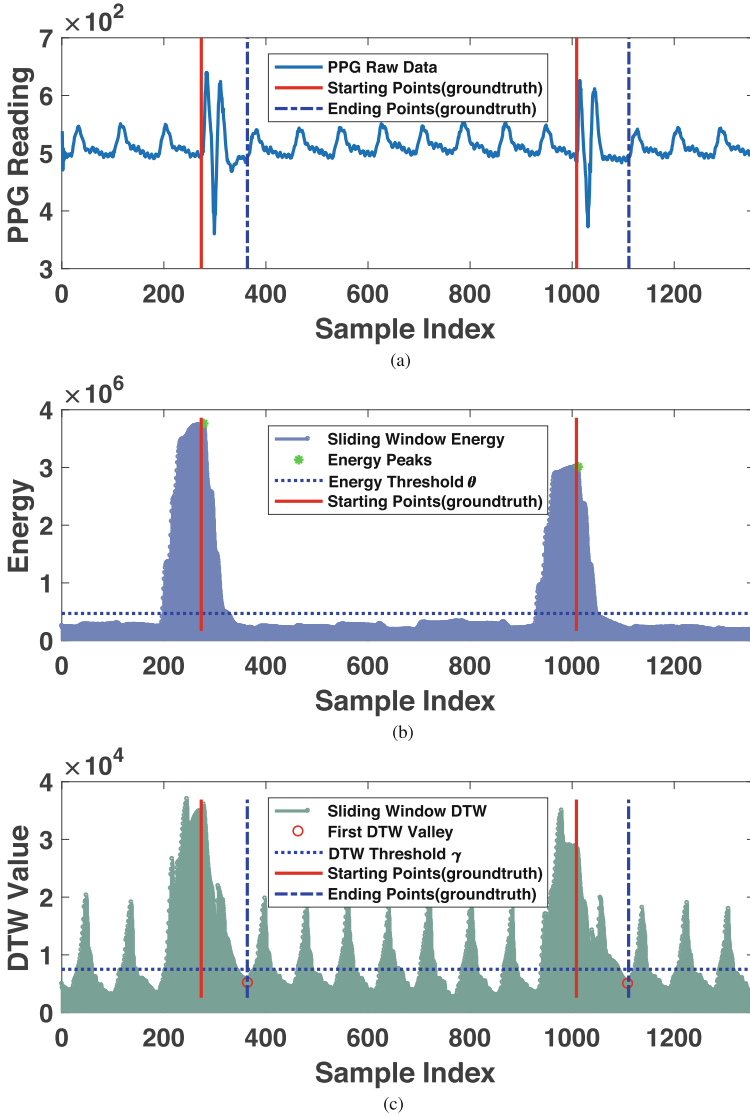 ×10²
7
6
5
4
3
PPG Reading
PPG Raw Data
Starting Points(groundtruth)
Ending Points(groundtruth)
0 200 400 600 800 1000 1200
Sample Index
(a)
×10⁶
4
3
2
1
0
Energy
Sliding Window Energy
Energy Peaks
Energy Threshold θ
Starting Points(groundtruth)
0 200 400 600 800 1000 1200
Sample Index
(b)
×10⁴
4
3
2
1
0
DTW Value
Sliding Window DTW
First DTW Valley
DTW Threshold γ
Starting Points(groundtruth)
Ending Points(groundtruth)
0 200 400 600 800 1000 1200
Sample Index
(c)